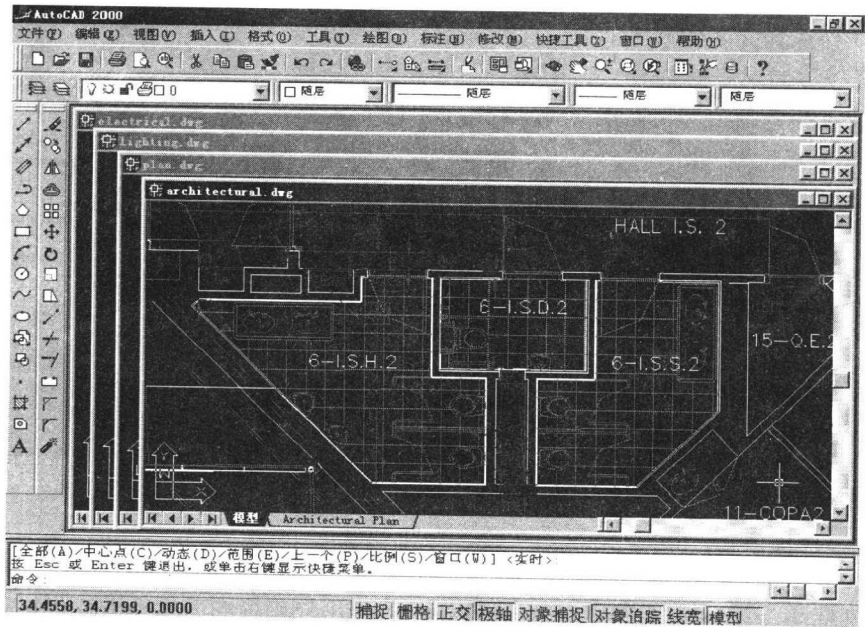 AutoCAD 2000
文件(F) 编辑(E) 视图(V) 插入(I) 格式(O) 工具(T) 绘图(D) 标注(N) 修改(M) 快捷工具(X) 窗口(W) 帮助(H)
0 随层 随层 随层 随层
electrical.dwg
lighting.dwg
plan.dwg
architectural.dwg
HALL I.S. 2
6-I.S.D.2
15-O.E.2
6-I.S.H.2 6-I.S.S.2
Y
W
X
11-COPA2
模型 Architectural Plan
[全部(A)/中心点(C)/动态(D)/范围(E)/上一个(P)/比例(S)/窗口(W)] <实时>:
按 Esc 或 Enter 键退出，或单击右键显示快捷菜单。
命令:
34.4558, 34.7199, 0.0000 捕捉 栅格 正交 极轴 对象捕捉 对象追踪 线宽 模型